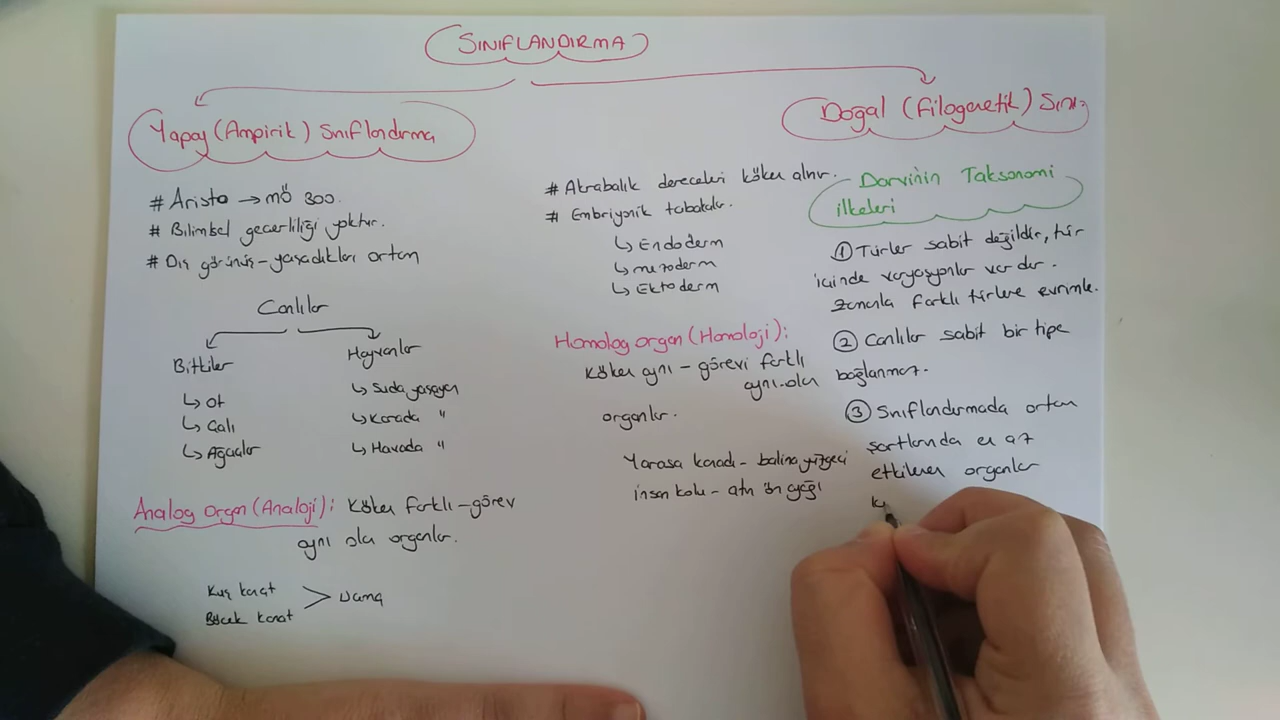 SINIFLANDIRMA
Yapay (Ampirik) Sınıflandırma
# Aristo → mö 300.
# Bilimsel geçerliliği yoktur.
# Dış görünüş - yaşadıkları ortam
Canlılar
Bitkiler
↳ ot
↳ Çalı
↳ Ağaçlar
Hayvanlar
↳ Suda yaşayan
↳ Karada "
↳ Havada "
Analog Organ (Analoji): Köken farklı - görev
aynı olan organlar.
Kuş kanat
Böcek kanat
> Uçma
Doğal (Filogenetik) Sını.
# Akrabalık dereceleri köken alınır.
# Embriyonik tabakalar.
↳ Endoderm
↳ mezoderm
↳ Ektoderm
Homolog organ (Homoloji):
Köken aynı - görevi farklı
aynı olan
organlar.
Yarasa kanadı - balina yüzgeci
insan kolu - atın ön ayağı
Darvinin Taksonomi
ilkeleri
① Türler sabit değildir, tür
içinde varyasyonlar vardır.
Zamanla farklı türlere evrimle.
② Canlılar sabit bir tipe
bağlanmaz.
③ Sınıflandırmada ortam
şartlarında en az
etkilenen organlar